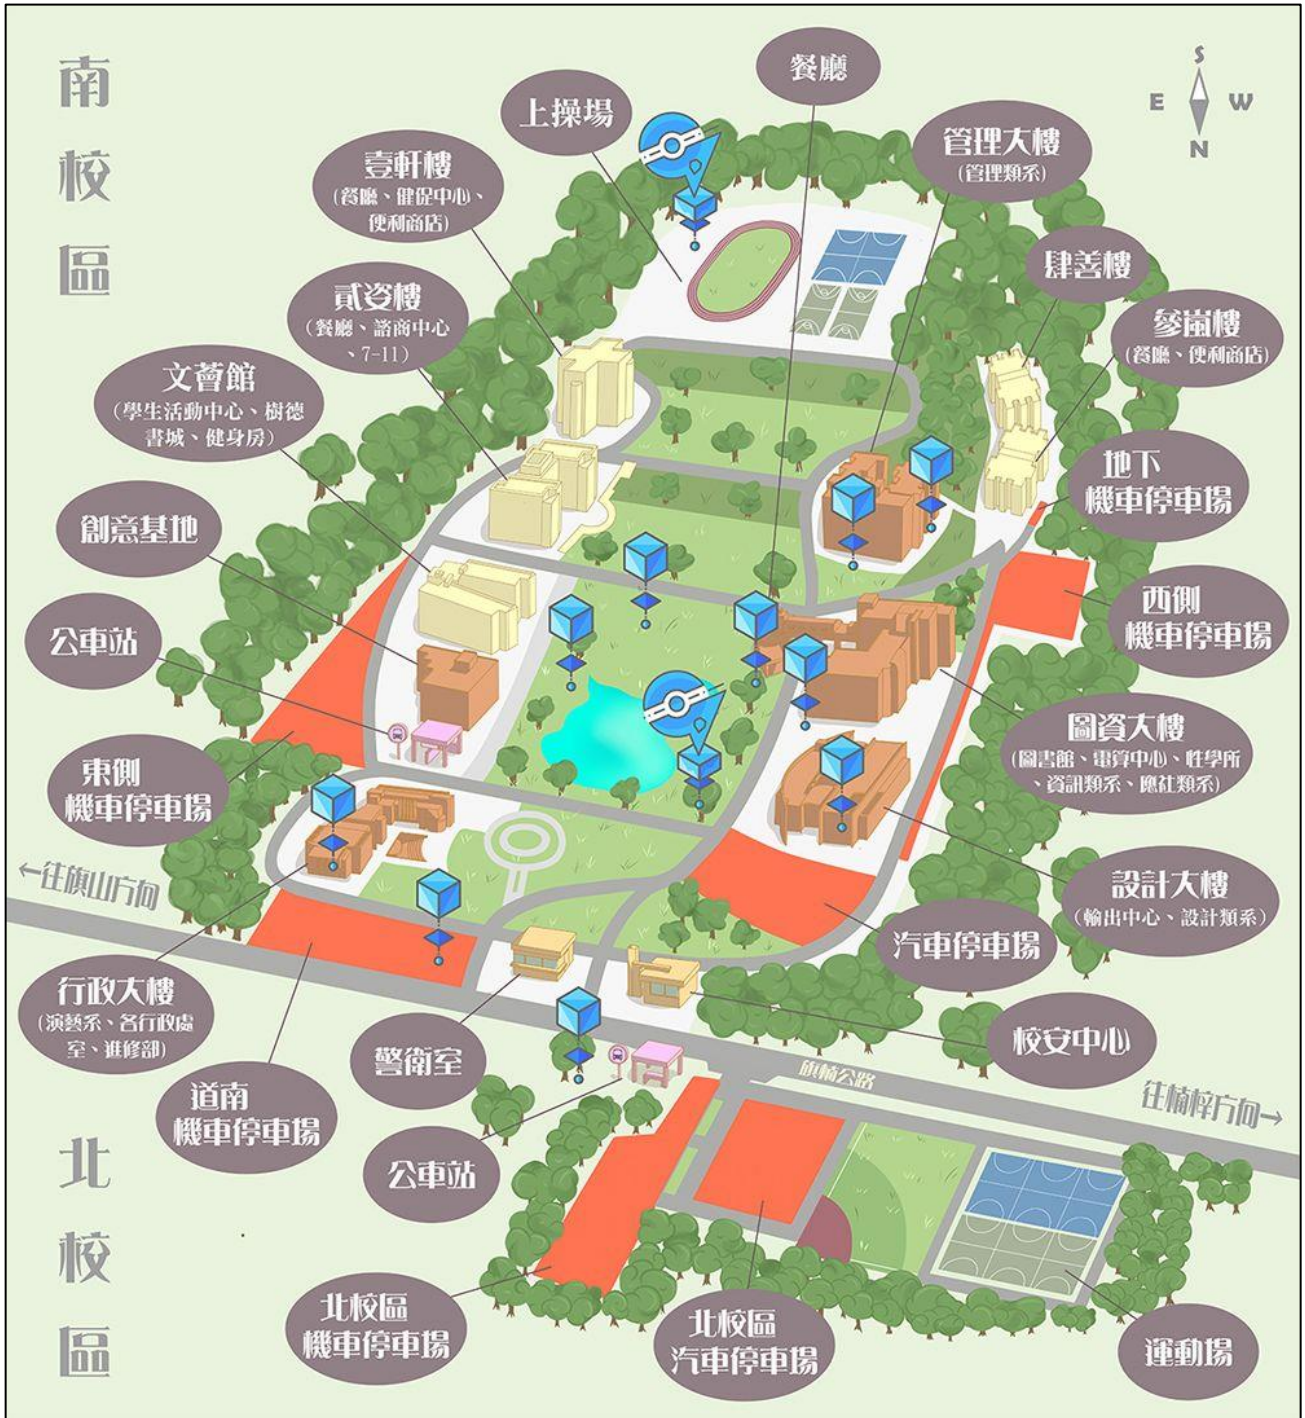 南
校
區
S
E W
N
餐廳
上操場
管理大樓
(管理類系)
壹軒樓
(餐廳、健促中心、
便利商店)
肆善樓
貳姿樓
(餐廳、諮商中心
、7-11)
參嵐樓
(餐廳、便利商店)
文薈館
(學生活動中心、樹德
書城、健身房)
地下
機車停車場
創意基地
西側
機車停車場
公車站
圖資大樓
(圖書館、電算中心、性學所
、資訊類系、應社類系)
東側
機車停車場
←往旗山方向
設計大樓
(輸出中心、設計類系)
汽車停車場
行政大樓
(演藝系、各行政處
室、進修部)
校安中心
警衛室
旗楠公路
道南
機車停車場
往楠梓方向→
公車站
北
校
區
北校區
機車停車場
北校區
汽車停車場
運動場